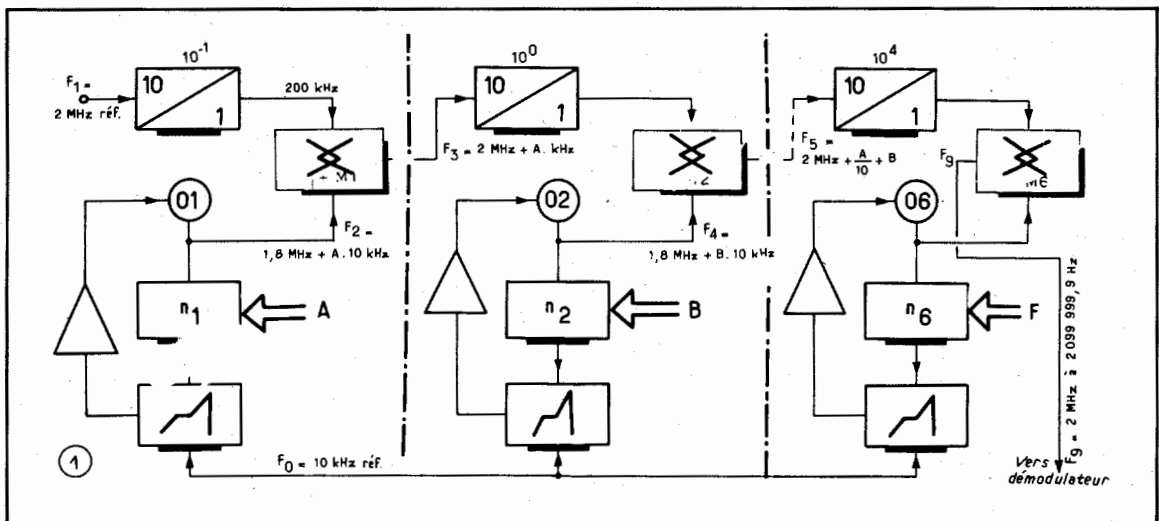 10⁻¹
10
1
F₁ =
2 MHz réf.
200 kHz
01
F₂ =
1,8 MHz + A. 10 kHz
n₁
A
10⁰
10
1
F₃ = 2 MHz + A. kHz
02
F₄ =
1,8 MHz + B. 10 kHz
n₂
B
10⁴
10
1
F₅ =
2 MHz + A/10 + B
F₉
06
n₆
F
F₉ = 2 MHz à 2 099 999, 9 Hz
Vers
démodulateur
F₀ = 10 kHz réf.
1